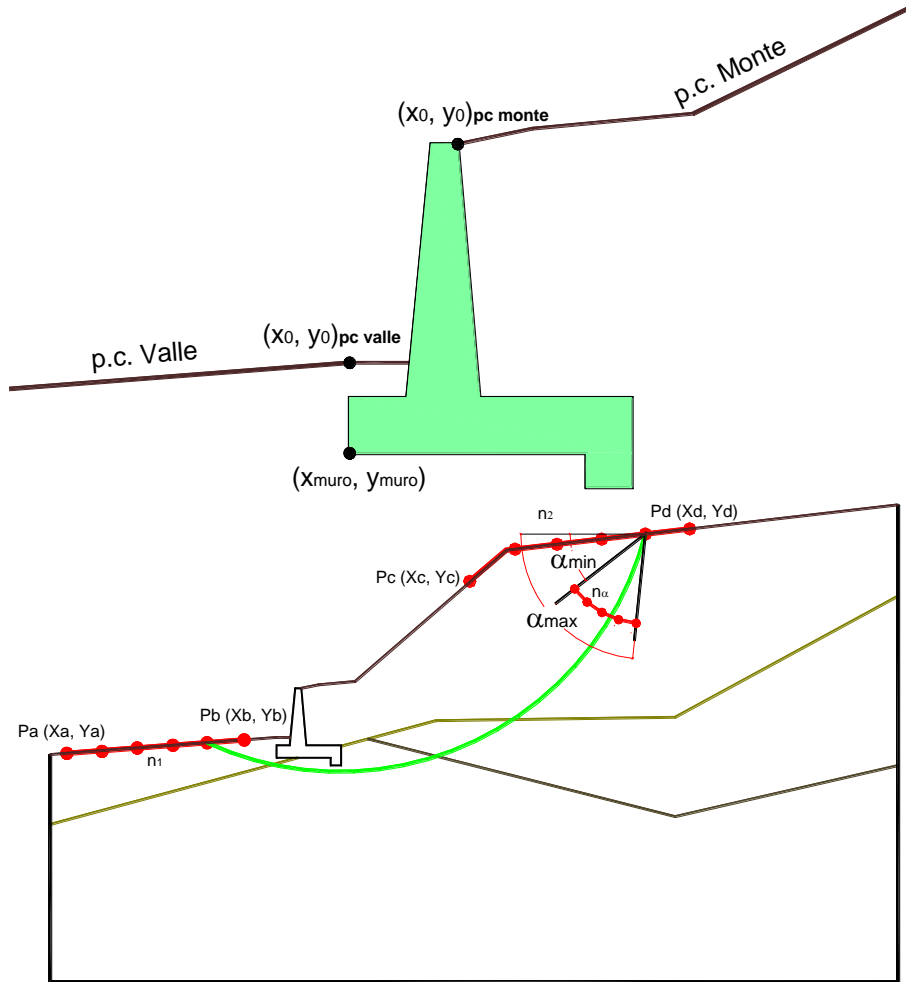 p.c. Monte
(x0, y0)pc monte
(x0, y0)pc valle
p.c. Valle
(xmuro, ymuro)
n2
Pd (Xd, Yd)
αmin
Pc (Xc, Yc)
nα
αmax
Pb (Xb, Yb)
Pa (Xa, Ya)
n1